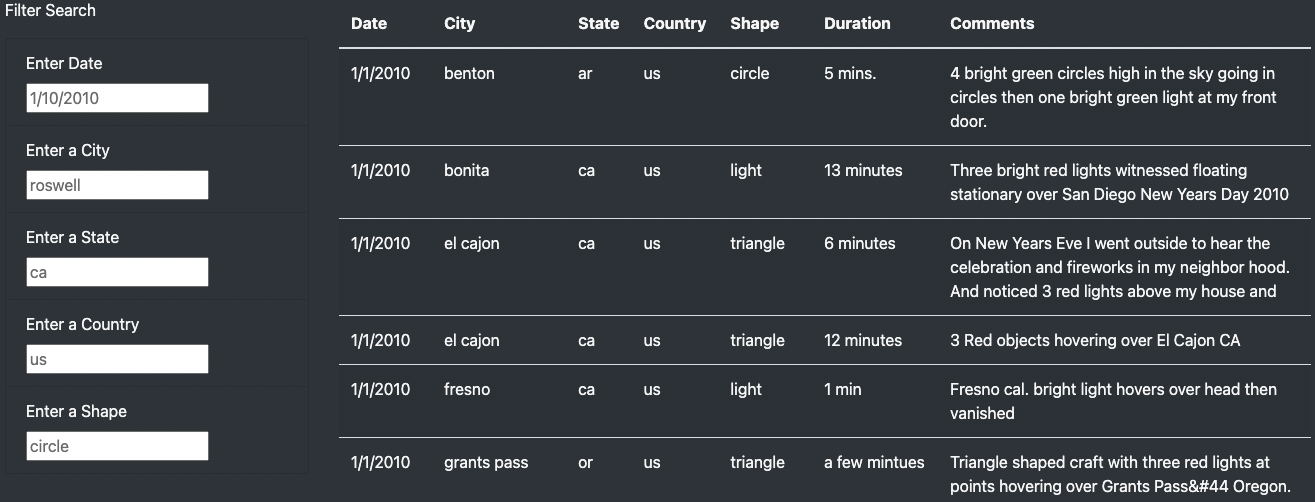 Filter Search
Enter Date
1/10/2010
Enter a City
roswell
Enter a State
ca
Enter a Country
us
Enter a Shape
circle
Date City State Country Shape Duration Comments
1/1/2010 benton ar us circle 5 mins. 4 bright green circles high in the sky going in
circles then one bright green light at my front
door.
1/1/2010 bonita ca us light 13 minutes Three bright red lights witnessed floating
stationary over San Diego New Years Day 2010
1/1/2010 el cajon ca us triangle 6 minutes On New Years Eve I went outside to hear the
celebration and fireworks in my neighbor hood.
And noticed 3 red lights above my house and
1/1/2010 el cajon ca us triangle 12 minutes 3 Red objects hovering over El Cajon CA
1/1/2010 fresno ca us light 1 min Fresno cal. bright light hovers over head then
vanished
1/1/2010 grants pass or us triangle a few mintues Triangle shaped craft with three red lights at
points hovering over Grants Pass&#44 Oregon.